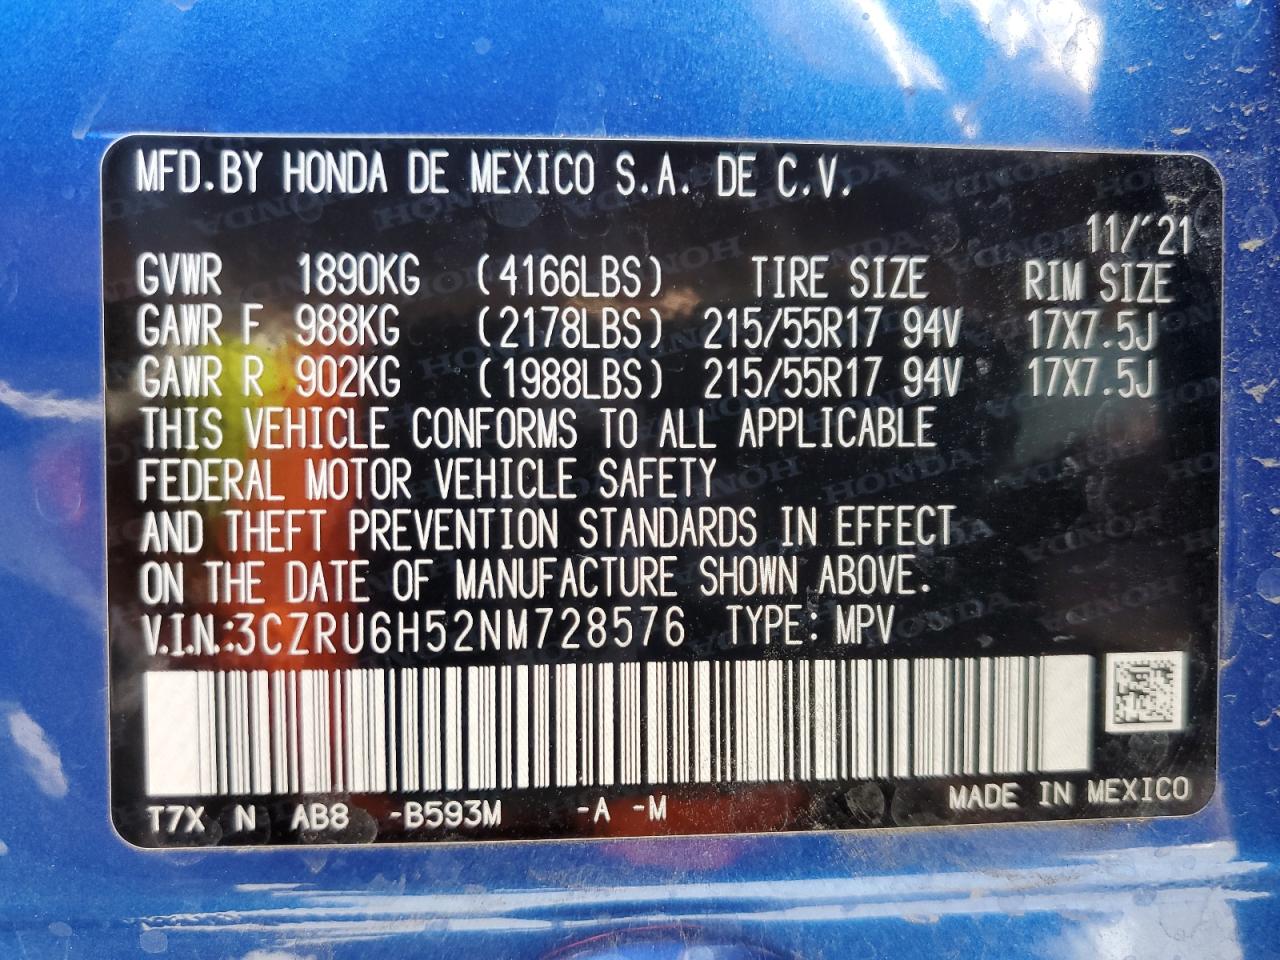 MFD.BY HONDA DE MEXICO S.A. DE C.V.
11/'21
GVWR 1890KG (4166LBS) TIRE SIZE RIM SIZE
GAWR F 988KG (2178LBS) 215/55R17 94V 17X7.5J
GAWR R 902KG (1988LBS) 215/55R17 94V 17X7.5J
THIS VEHICLE CONFORMS TO ALL APPLICABLE
FEDERAL MOTOR VEHICLE SAFETY
AND THEFT PREVENTION STANDARDS IN EFFECT
ON THE DATE OF MANUFACTURE SHOWN ABOVE.
V.I.N.:3CZRU6H52NM728576 TYPE: MPV
T7X N AB8 -B593M -A -M MADE IN MEXICO